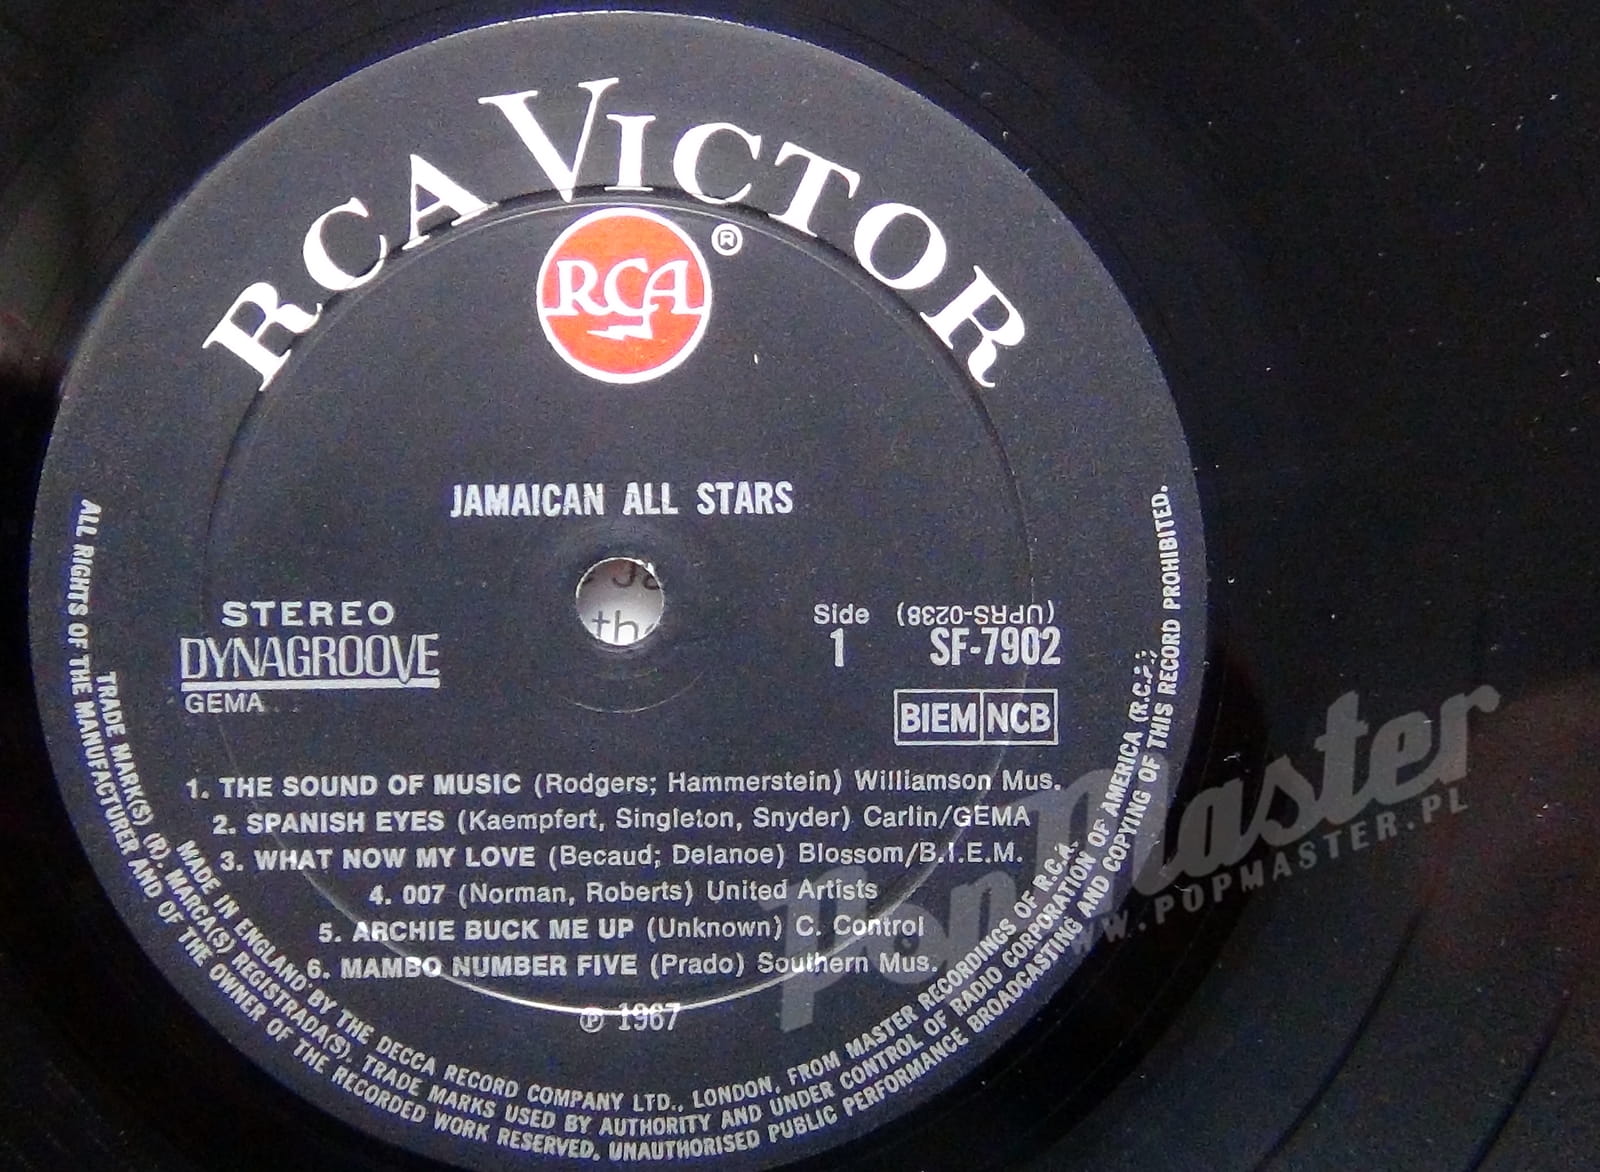 RCA VICTOR
RCA ®
JAMAICAN ALL STARS
STEREO
DYNAGROOVE
GEMA
Side 1
(UPRS-0238)
SF-7902
BIEM NCB
1. THE SOUND OF MUSIC (Rodgers; Hammerstein) Williamson Mus.
2. SPANISH EYES (Kaempfert, Singleton, Snyder) Carlin/GEMA
3. WHAT NOW MY LOVE (Becaud; Delanoe) Blossom/B.I.E.M.
4. 007 (Norman, Roberts) United Artists
5. ARCHIE BUCK ME UP (Unknown) C. Control
6. MAMBO NUMBER FIVE (Prado) Southern Mus.
℗ 1967
MADE IN ENGLAND BY THE DECCA RECORD COMPANY LTD., LONDON, FROM MASTER RECORDINGS OF R.C.A.
TRADE MARK(S) (R). MARCA(S) REGISTRADA(S). TRADE MARKS USED BY AUTHORITY AND UNDER CONTROL OF RADIO CORPORATION OF AMERICA (R.C.A.)
ALL RIGHTS OF THE MANUFACTURER AND OF THE OWNER OF THE RECORDED WORK RESERVED. UNAUTHORISED PUBLIC PERFORMANCE BROADCASTING AND COPYING OF THIS RECORD PROHIBITED.
the
PopMaster
WWW.POPMASTER.PL